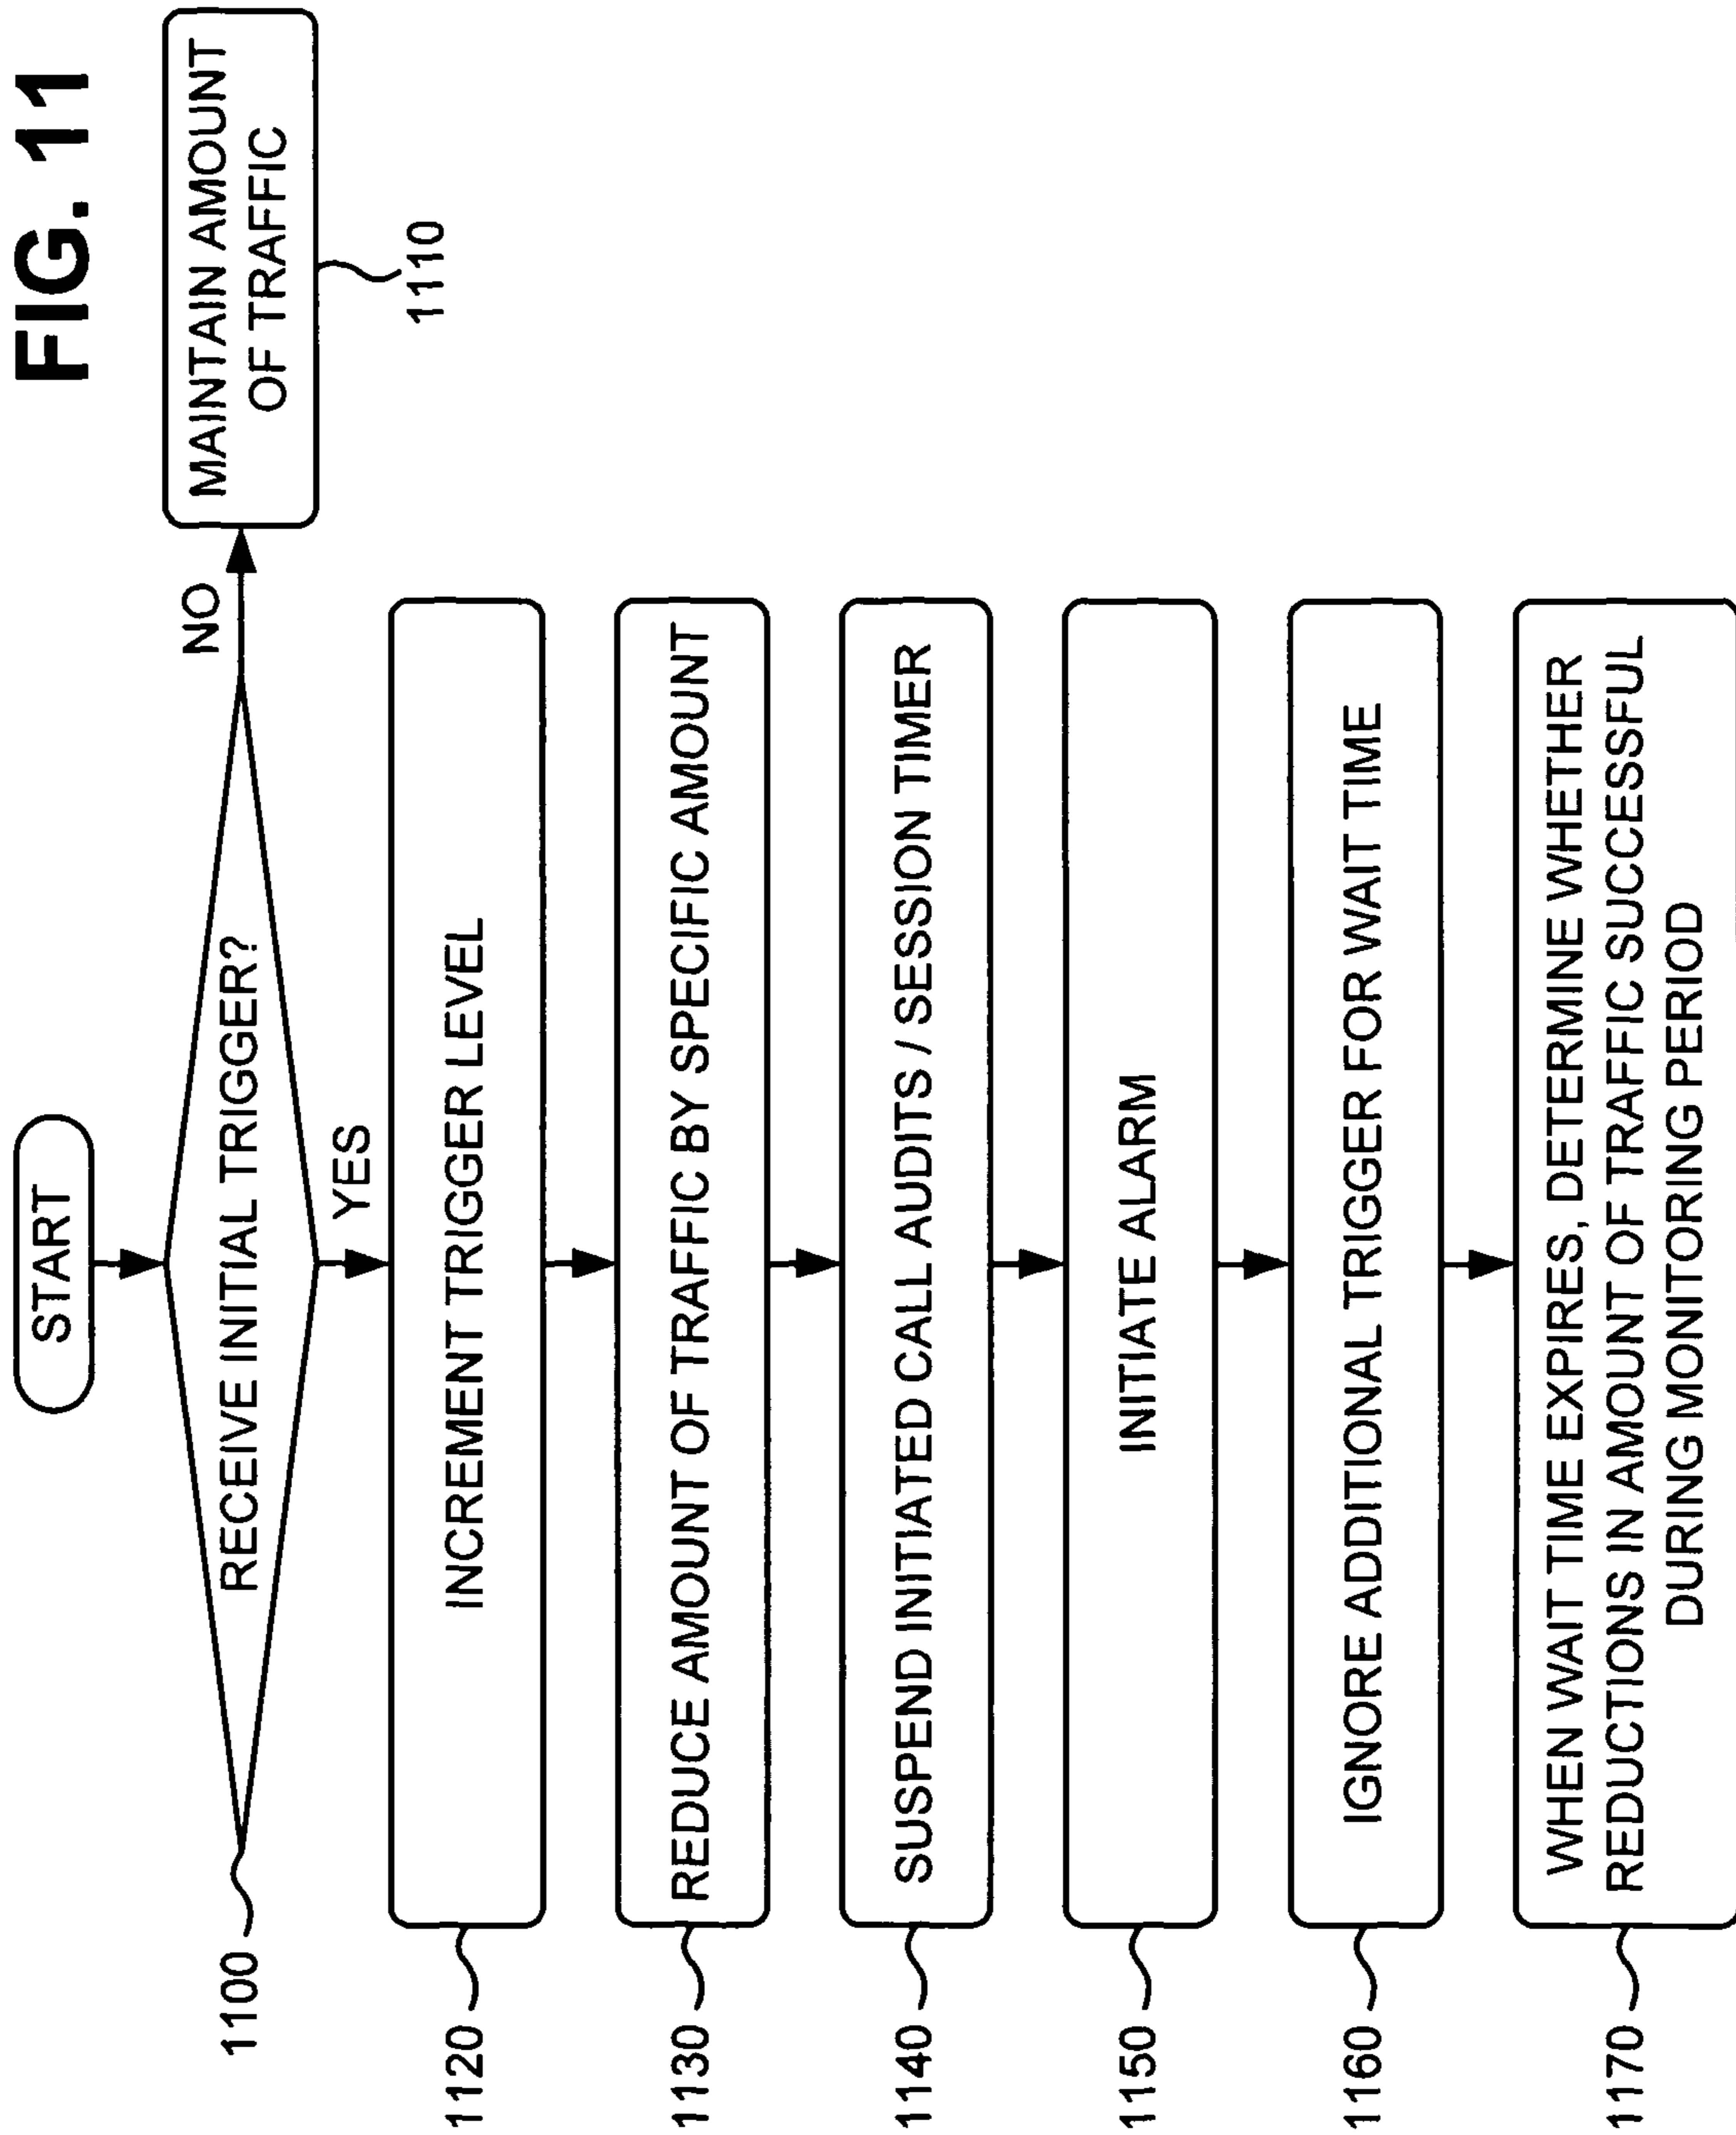 FIG. 11
START
1100
RECEIVE INITIAL TRIGGER?
NO
MAINTAIN AMOUNT
OF TRAFFIC
1110
YES
1120
INCREMENT TRIGGER LEVEL
1130
REDUCE AMOUNT OF TRAFFIC BY SPECIFIC AMOUNT
1140
SUSPEND INITIATED CALL AUDITS / SESSION TIMER
1150
INITIATE ALARM
1160
IGNORE ADDITIONAL TRIGGER FOR WAIT TIME
1170
WHEN WAIT TIME EXPIRES, DETERMINE WHETHER
REDUCTIONS IN AMOUNT OF TRAFFIC SUCCESSFUL
DURING MONITORING PERIOD